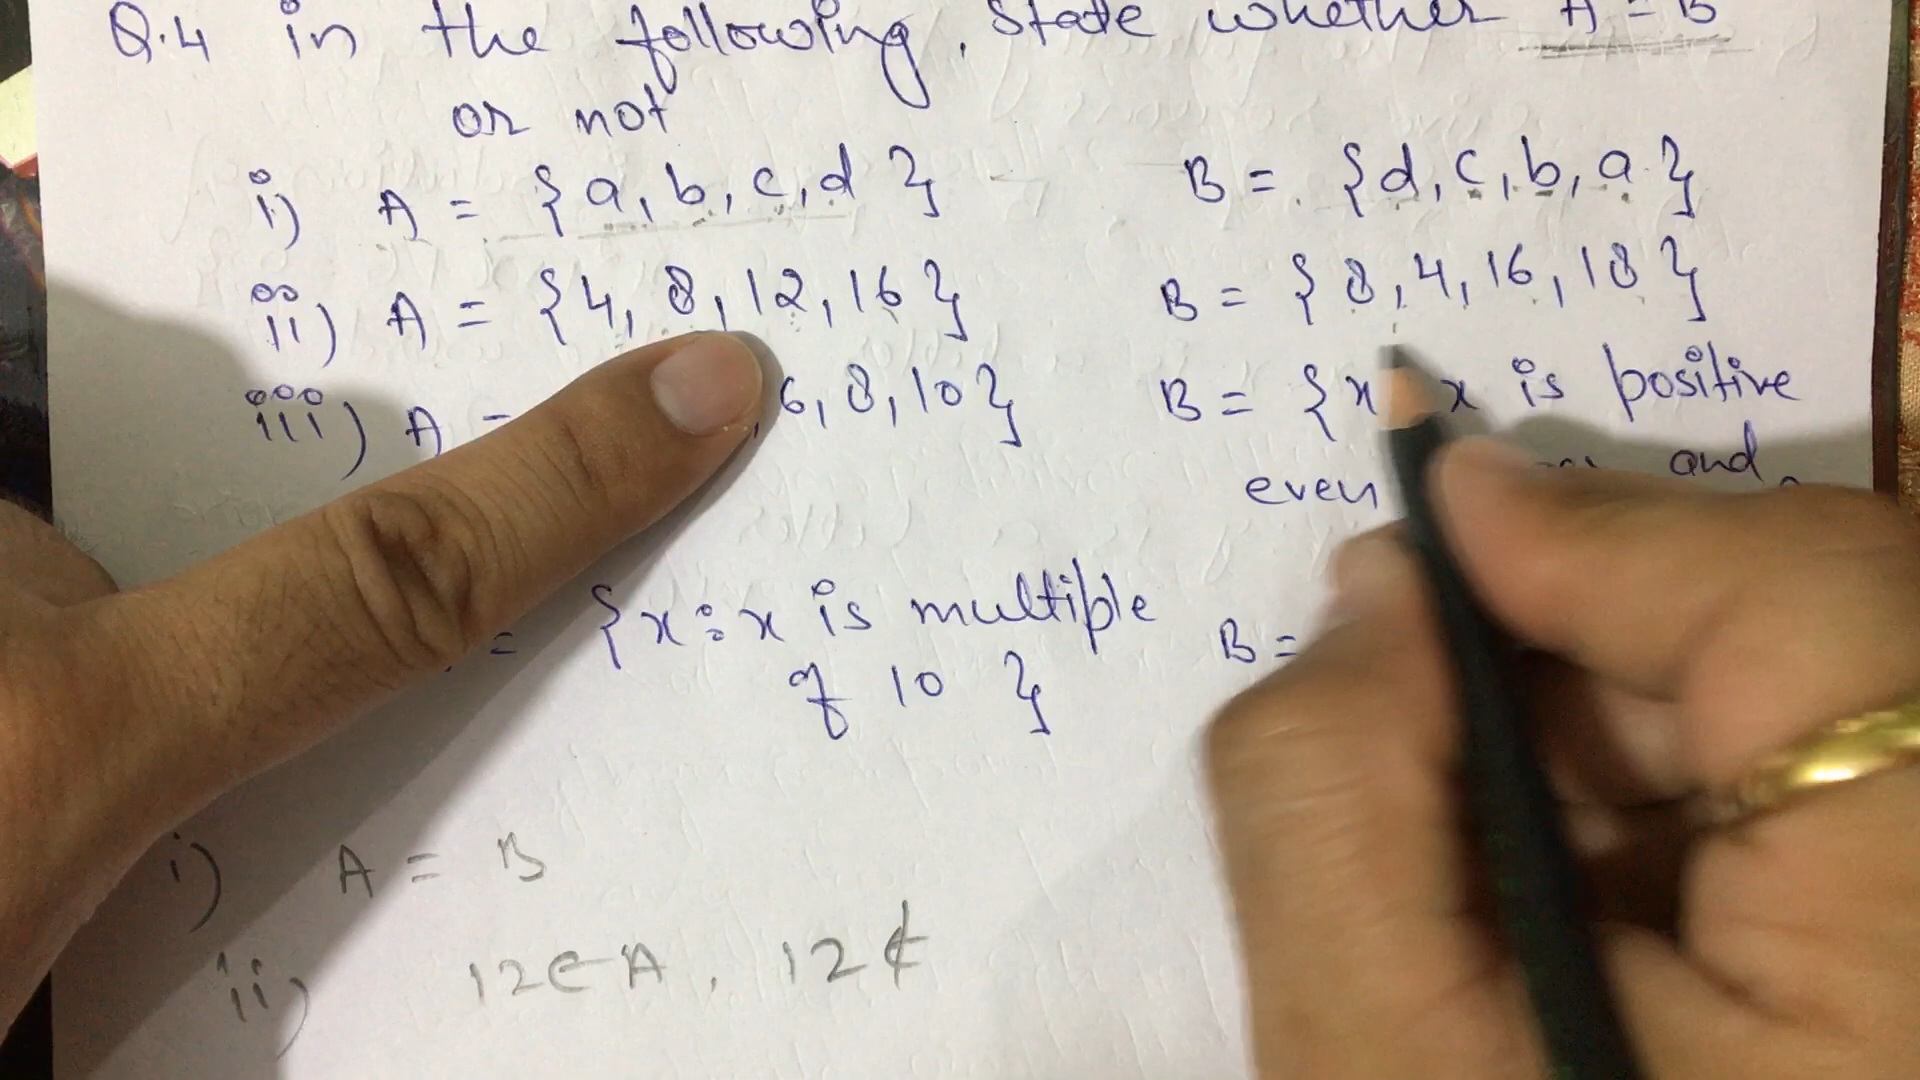 Q.4 in the following, state whether A = B
or not
i) A = {a, b, c, d} B = {d, c, b, a}
ii) A = {4, 8, 12, 16} B = {8, 4, 16, 18}
iii) A = 6, 8, 10} B = {x x is positive
even and
= {x : x is multiple B =
of 10 }
i) A = B
ii) 12 ∈ A, 12 ∉